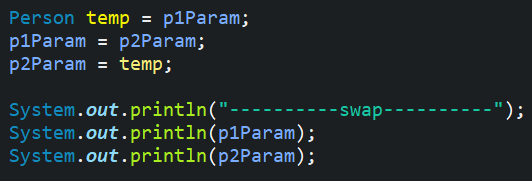 Person temp = p1Param;
p1Param = p2Param;
p2Param = temp;
System.out.println("----------swap----------");
System.out.println(p1Param);
System.out.println(p2Param);